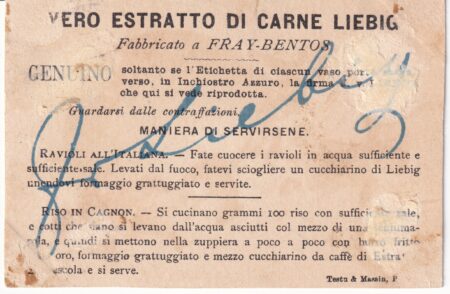 VERO ESTRATTO DI CARNE LIEBIG
Fabbricato a FRAY-BENTOS
GENUINO soltanto se l'Etichetta di ciascun vaso por
verso, in Inchiostro Azzuro, la firma
che qui si vede riprodotta.
J. v. Liebig
Guardarsi dalle contraffazioni.
MANIERA DI SERVIRSENE.
RAVIOLI ALL'ITALIANA. — Fate cuocere i ravioli in acqua sufficiente e
sufficiente sale. Levati dal fuoco, fatevi sciogliere un cucchiarino di Liebig
unendovi formaggio grattuggiato e servite.
RISO IN CAGNON. — Si cucinano grammi 100 riso con sufficiente sale,
cotti che siano si levano dall'acqua asciutti col mezzo di una
e quindi si mettono nella zuppiera a poco a poco con burro fritto
oro, formaggio grattuggiato e mezzo cucchiarino da caffè di Estra
escola e si serve.
Testu & Massin, P